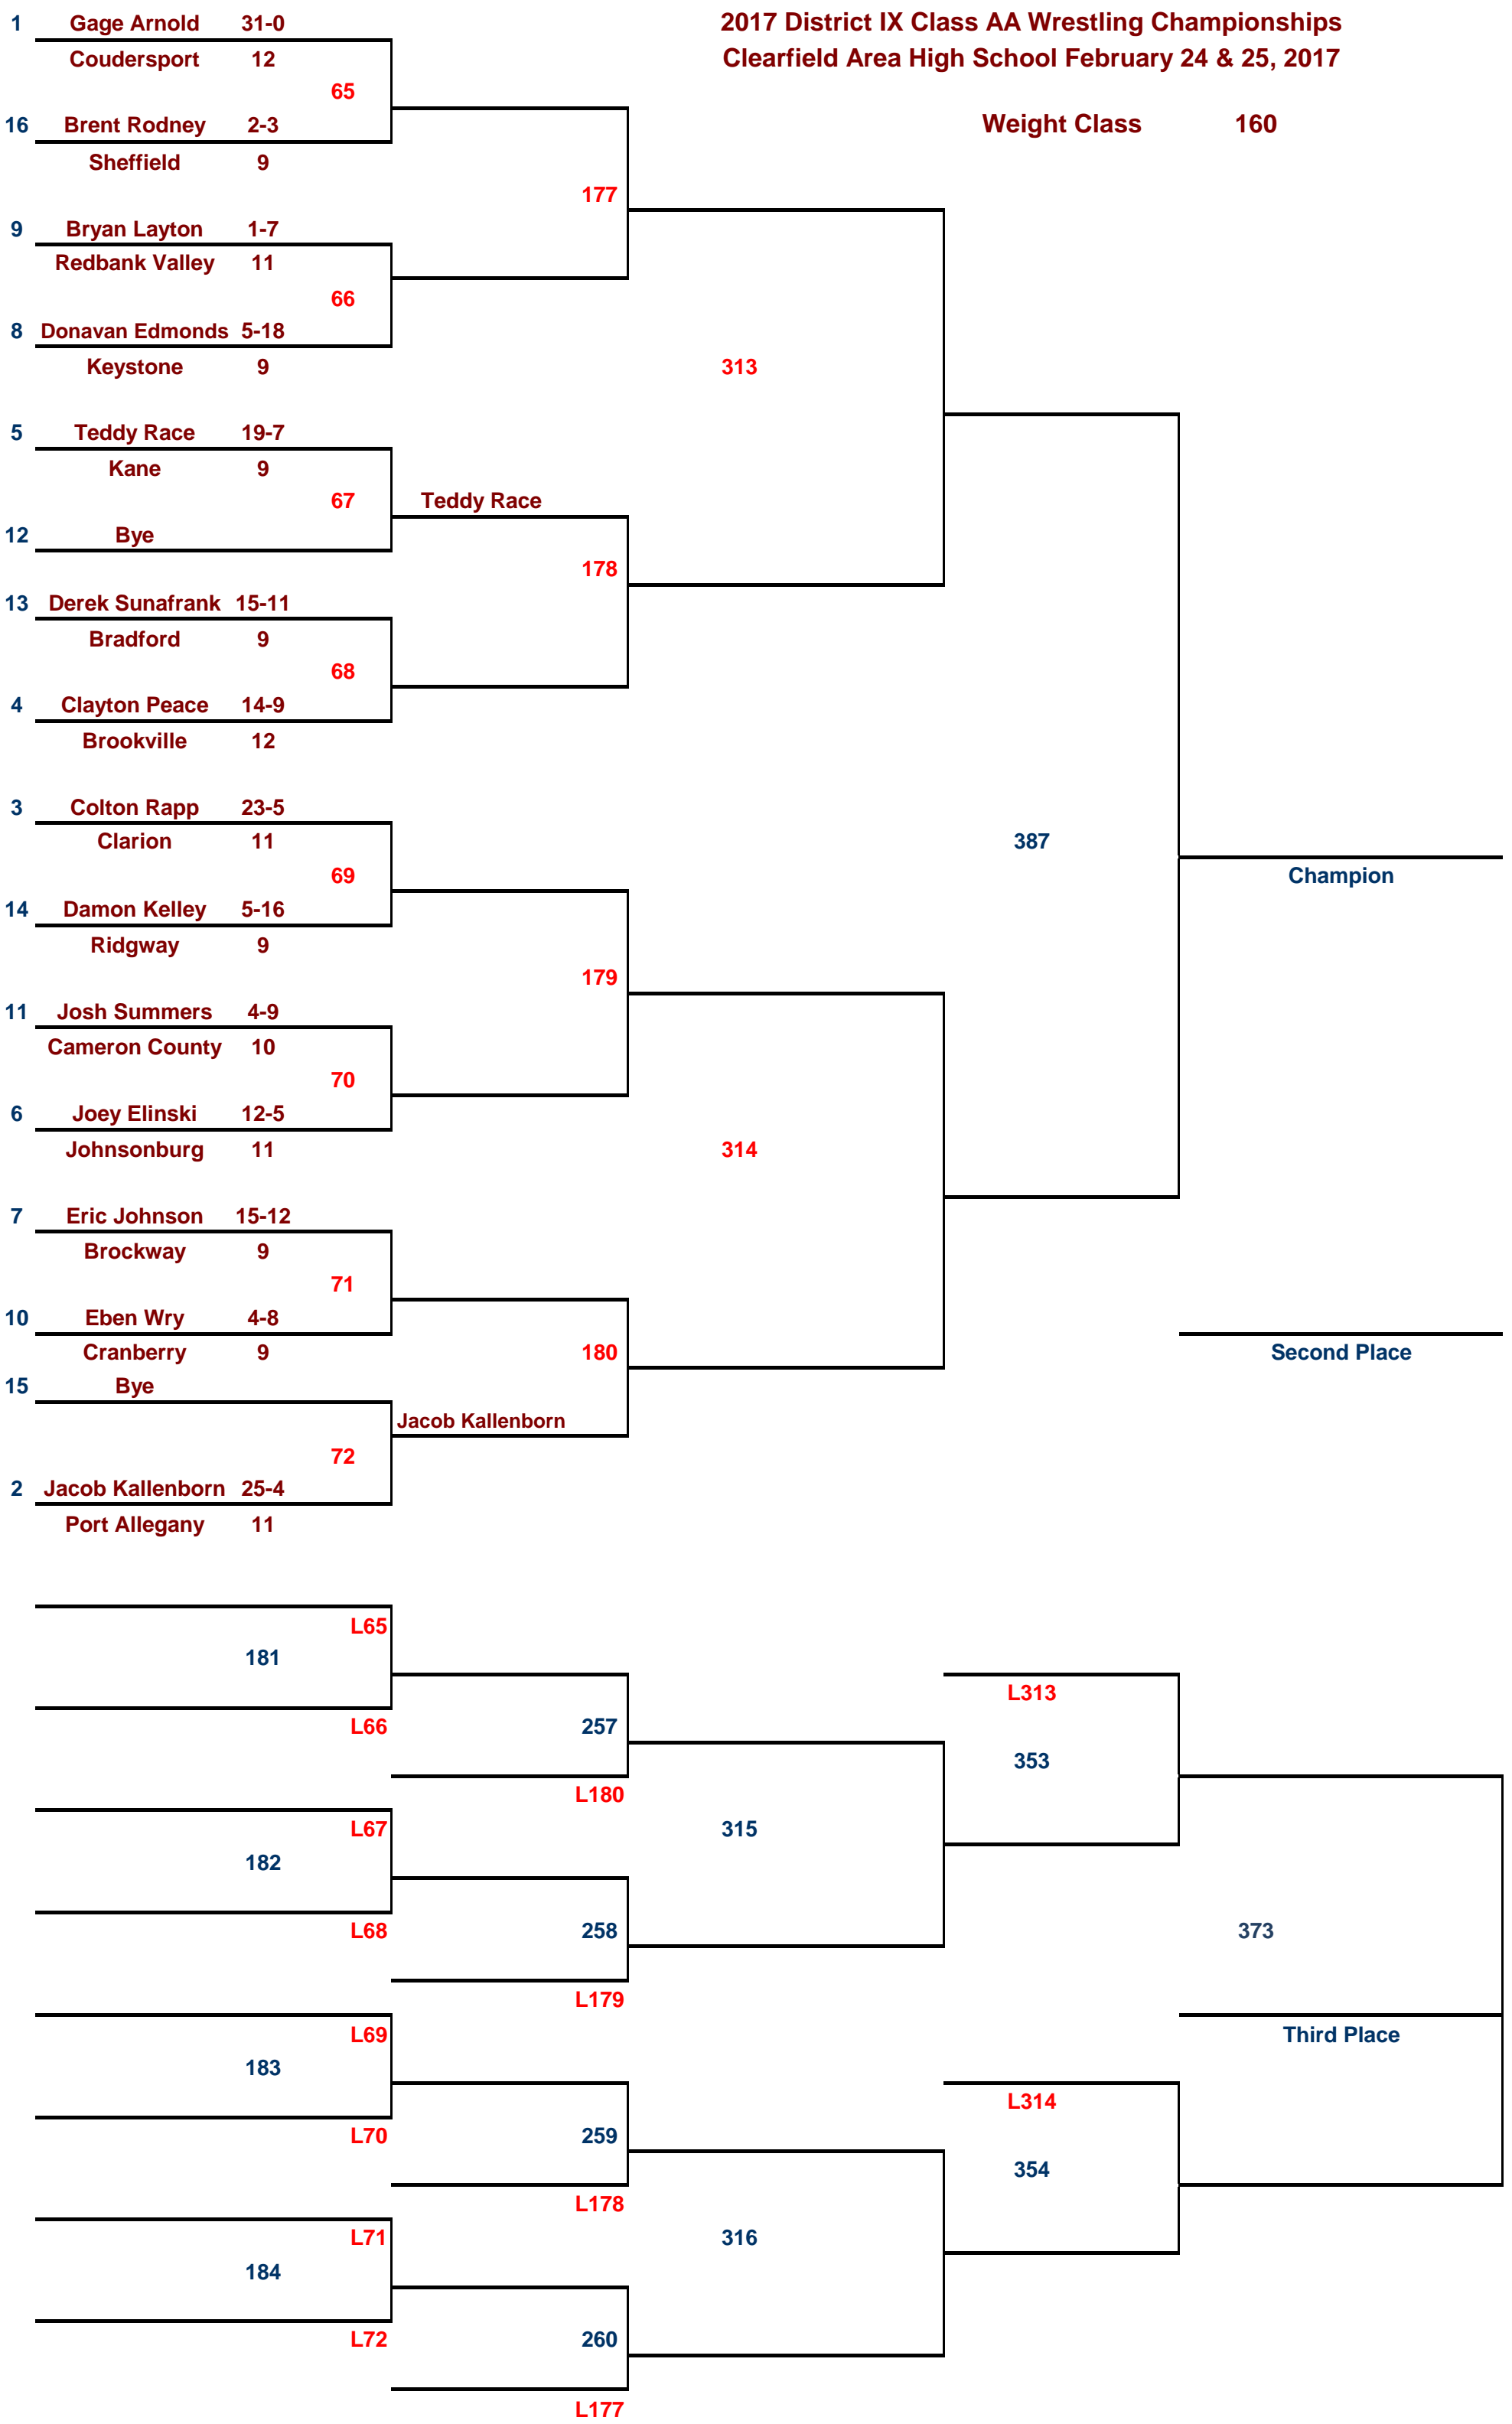 1 Gage Arnold 31-0 2017 District IX Class AA Wrestling Championships
Coudersport 12 Clearfield Area High School February 24 & 25, 2017
65
16 Brent Rodney 2-3 Weight Class 160
Sheffield 9
177
9 Bryan Layton 1-7
Redbank Valley 11
66
8 Donavan Edmonds 5-18
Keystone 9 313
5 Teddy Race 19-7
Kane 9
67 Teddy Race
12 Bye
178
13 Derek Sunafrank 15-11
Bradford 9
68
4 Clayton Peace 14-9
Brookville 12
3 Colton Rapp 23-5
Clarion 11 387
69 Champion
14 Damon Kelley 5-16
Ridgway 9
179
11 Josh Summers 4-9
Cameron County 10
70
6 Joey Elinski 12-5
Johnsonburg 11 314
7 Eric Johnson 15-12
Brockway 9
71
10 Eben Wry 4-8
Cranberry 9 180 Second Place
15 Bye
Jacob Kallenborn
72
2 Jacob Kallenborn 25-4
Port Allegany 11
L65
181
L313
L66 257
353
L180
L67 315
182
L68 258 373
L179
L69 Third Place
183
L314
L70 259
354
L178
L71 316
184
L72 260
L177